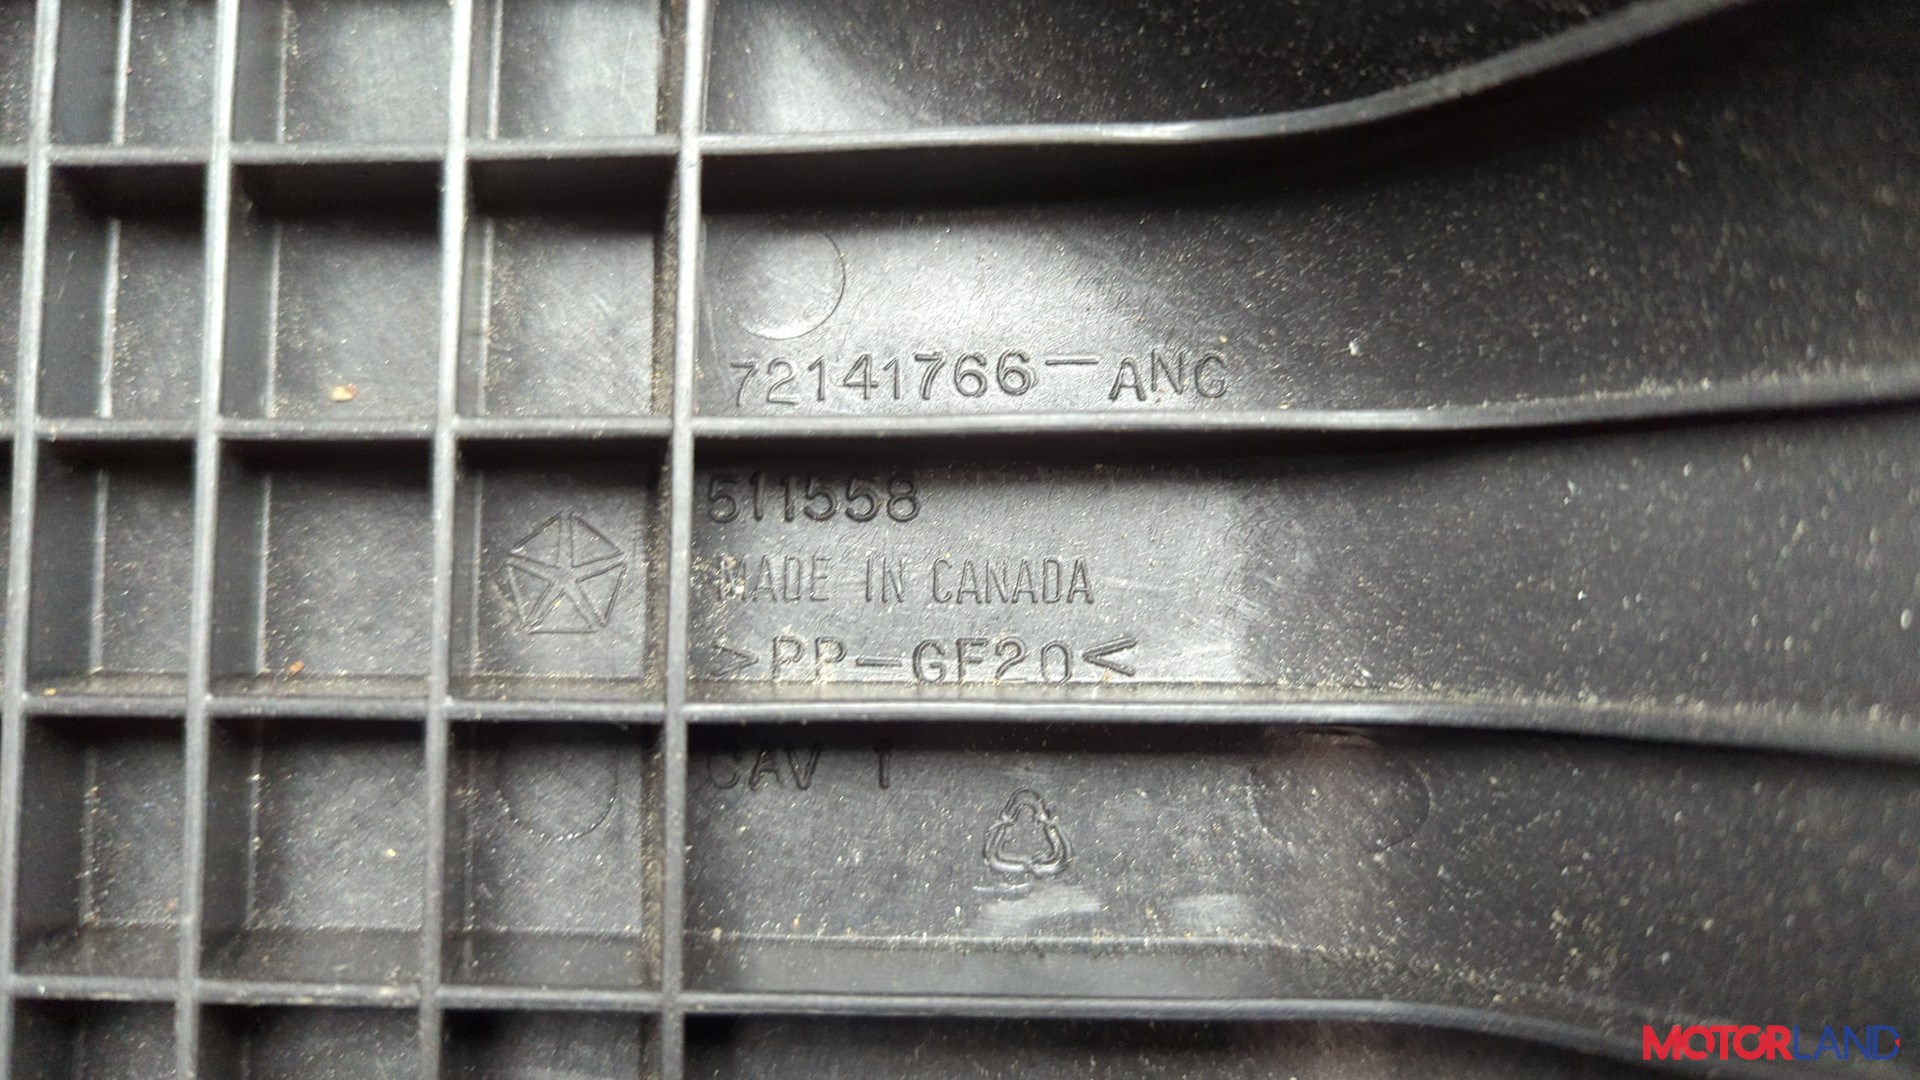 72141766-ANC
511558
MADE IN CANADA
>PP-GF20<
CAV 1
MOTORLAND